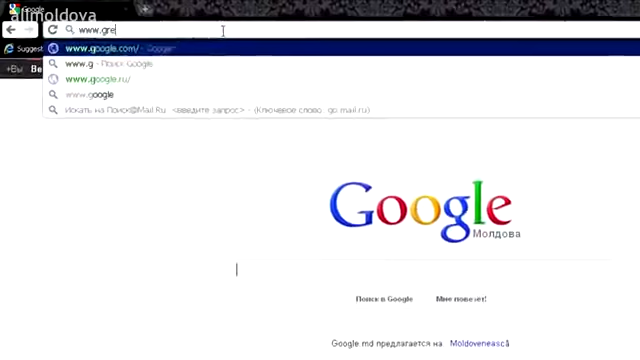 Google
allmoldova
www.gre
Suggest
www.google.com/ - Google
+Вы
www.g - Поиск Google
www.google.ru/
www.google
Искать на Поиск@Mail.Ru <введите запрос> - (Ключевое слово: go.mail.ru)
Google
Молдова
Поиск в Google Мне повезет!
Google.md предлагается на: Moldovenească